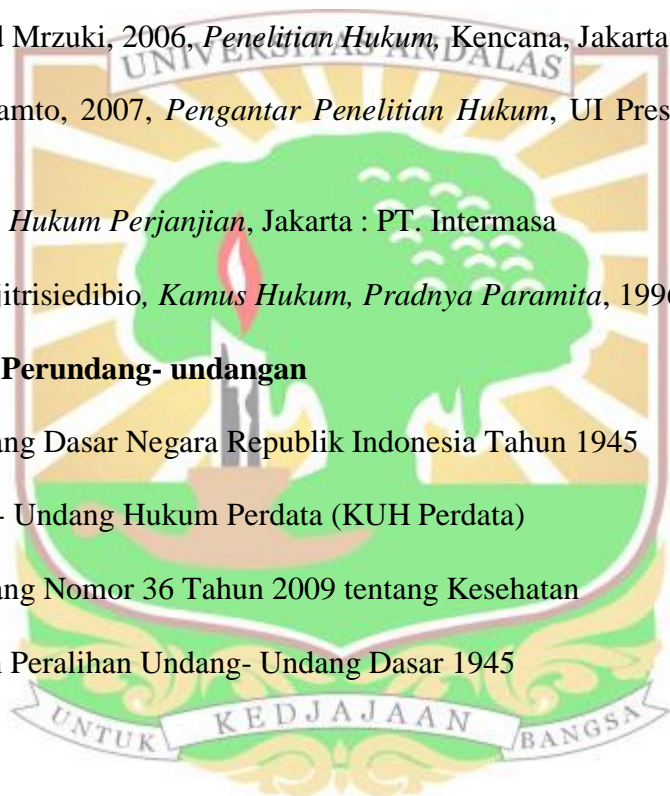 d Mrzuki, 2006, Penelitian Hukum, Kencana, Jakarta
UNIVERSITAS ANDALAS
amto, 2007, Pengantar Penelitian Hukum, UI Pres
Hukum Perjanjian, Jakarta : PT. Intermasa
jitrisiedibio, Kamus Hukum, Pradnya Paramita, 1996
Perundang- undangan
ang Dasar Negara Republik Indonesia Tahun 1945
- Undang Hukum Perdata (KUH Perdata)
ang Nomor 36 Tahun 2009 tentang Kesehatan
n Peralihan Undang- Undang Dasar 1945
UNTUK KEDJAJAAN BANGSA